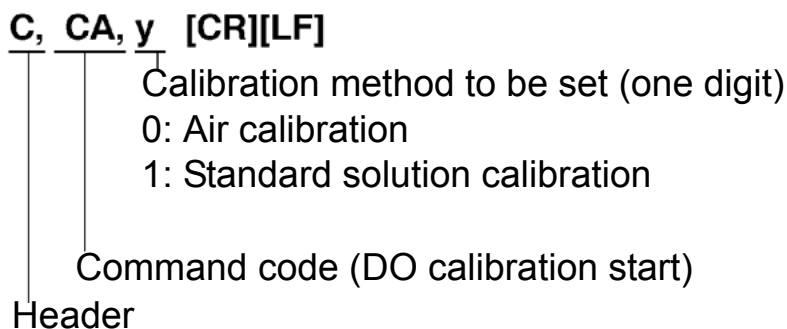 C, CA, y [CR][LF]
Calibration method to be set (one digit)
0: Air calibration
1: Standard solution calibration
Command code (DO calibration start)
Header